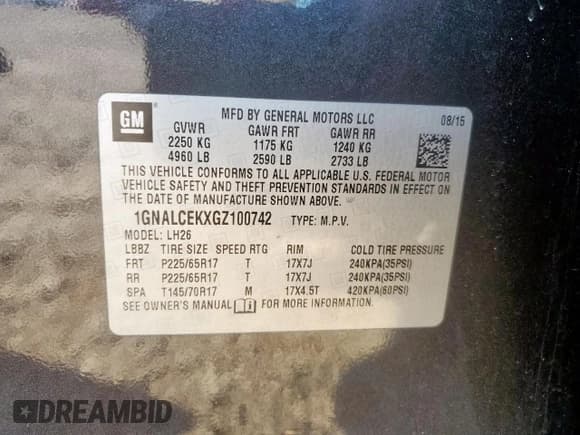 GM
MFD BY GENERAL MOTORS LLC 08/15
GVWR GAWR FRT GAWR RR
2250 KG 1175 KG 1240 KG
4960 LB 2590 LB 2733 LB
THIS VEHICLE CONFORMS TO ALL APPLICABLE U.S. FEDERAL MOTOR
VEHICLE SAFETY AND THEFT PREVENTION STANDARDS IN EFFECT ON
THE DATE OF MANUFACTURE SHOWN ABOVE.
1GNALCEKXGZ100742 TYPE: M.P.V.
MODEL: LH26
LBBZ TIRE SIZE SPEED RTG RIM COLD TIRE PRESSURE
FRT P225/65R17 T 17X7J 240KPA(35PSI)
RR P225/65R17 T 17X7J 240KPA(35PSI)
SPA T145/70R17 M 17X4.5T 420KPA(60PSI)
SEE OWNER'S MANUAL FOR MORE INFORMATION
DREAMBID